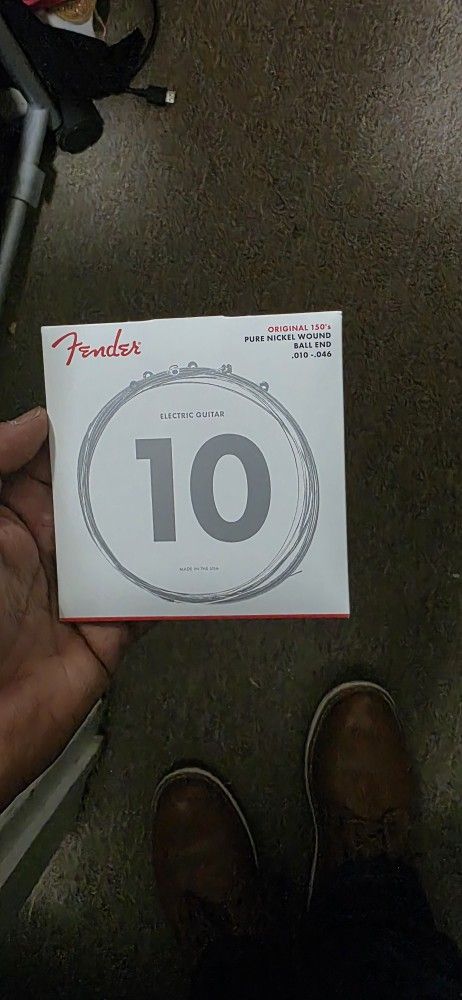 Fender
ORIGINAL 150's
PURE NICKEL WOUND
BALL END
.010 -.046
ELECTRIC GUITAR
10
MADE IN THE USA